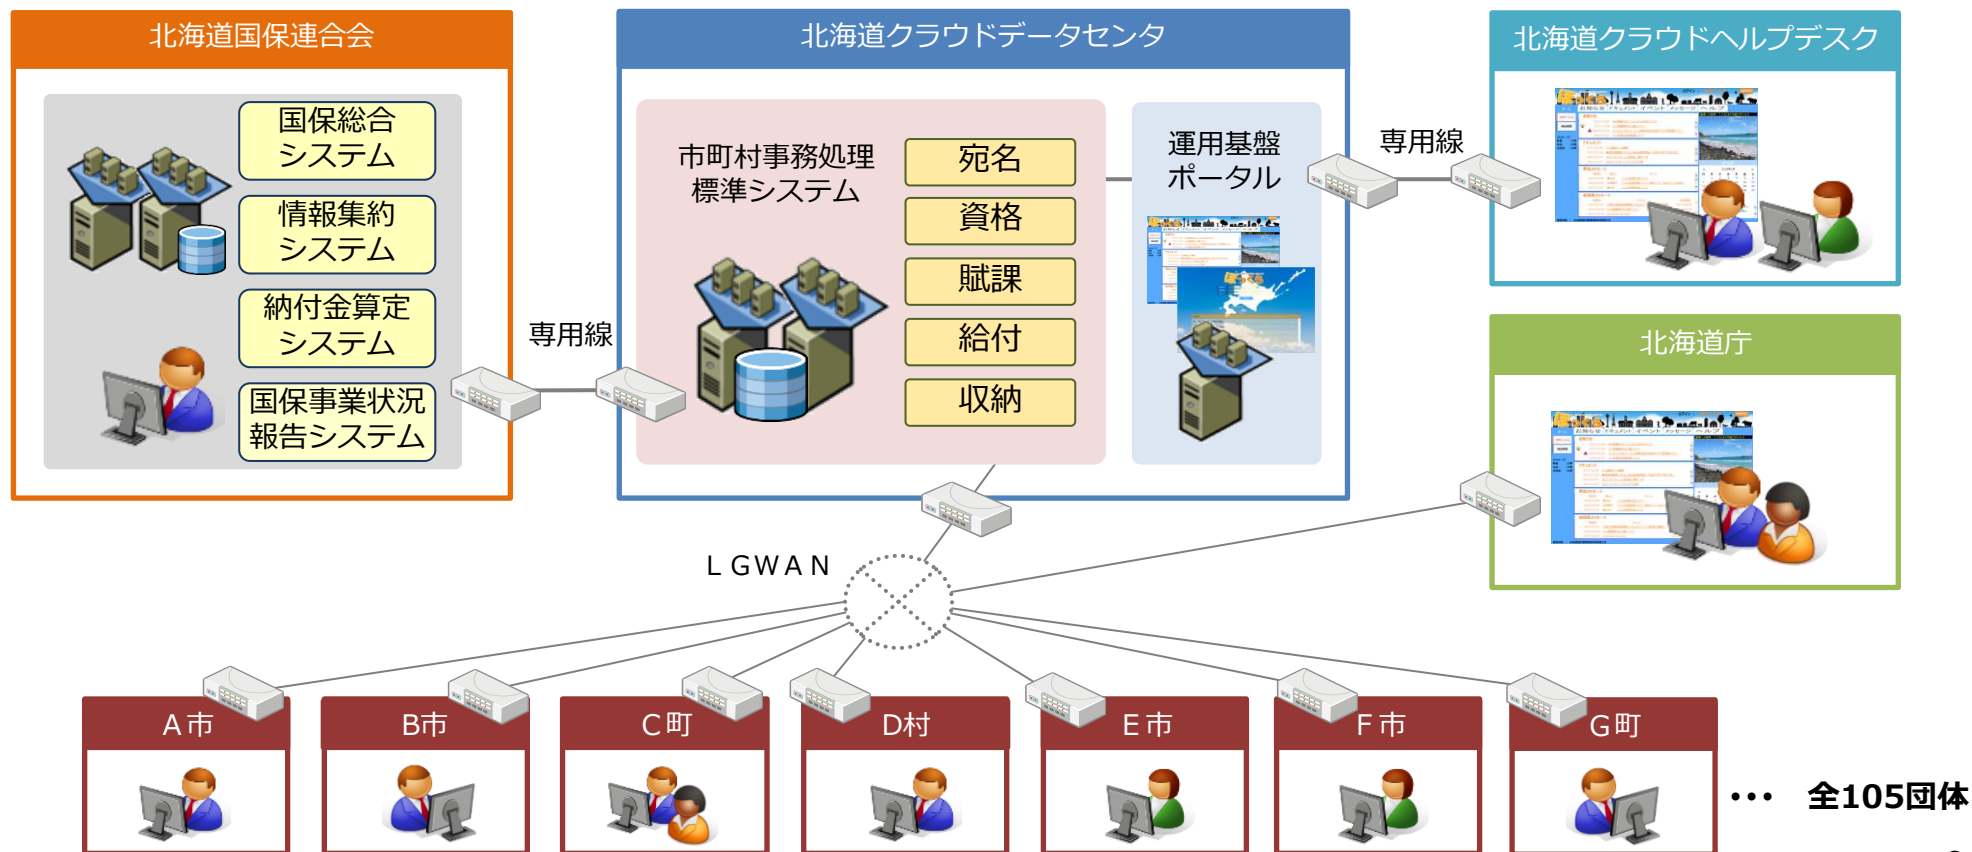 北海道国保連合会
国保総合
システム
情報集約
システム
納付金算定
システム
国保事業状況
報告システム
専用線
北海道クラウドデータセンタ
市町村事務処理
標準システム
宛名
資格
賦課
給付
収納
運用基盤
ポータル
専用線
北海道クラウドヘルプデスク
北海道庁
ＬＧＷＡＮ
Ａ市
B市
Ｃ町
D村
Ｅ市
Ｆ市
Ｇ町
･･･ 全105団体